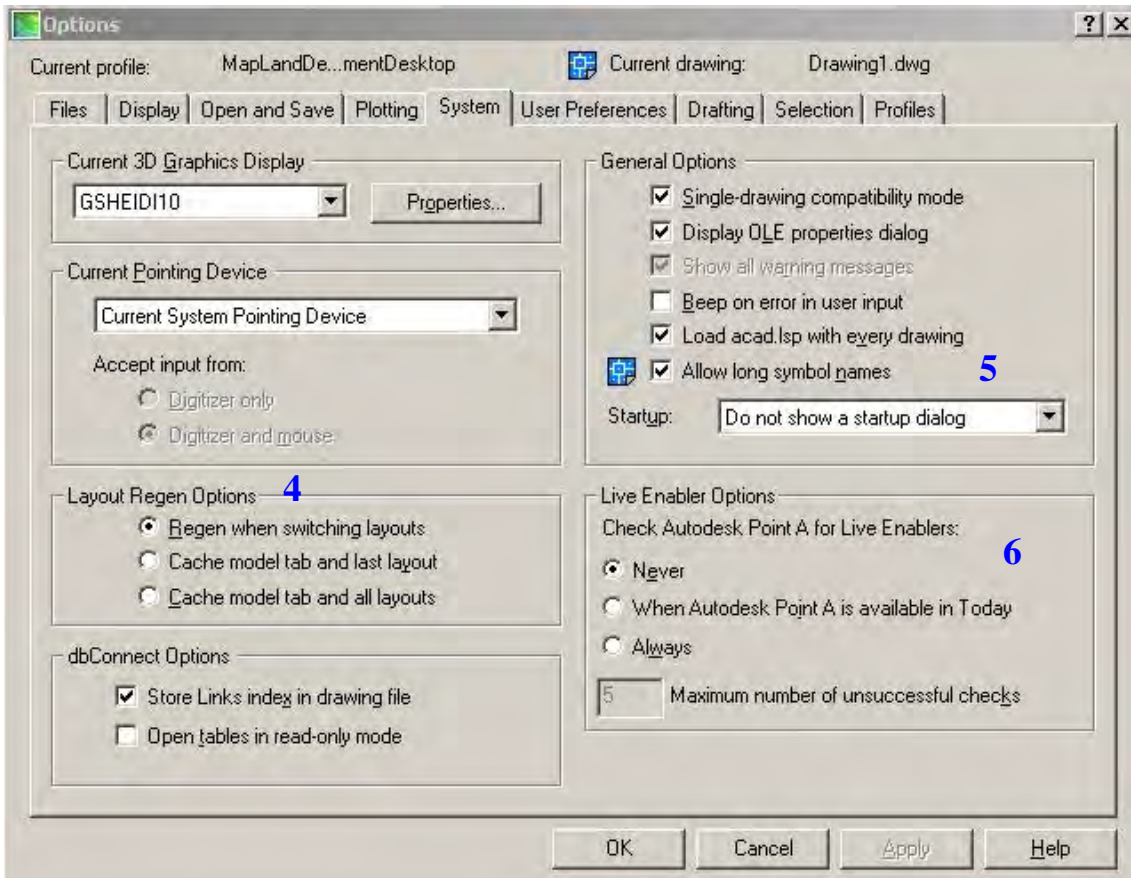 Options
Current profile: MapLandDe...mentDesktop Current drawing: Drawing1.dwg
Files Display Open and Save Plotting System User Preferences Drafting Selection Profiles
Current 3D Graphics Display
GSHEIDI10 Properties...
Current Pointing Device
Current System Pointing Device
Accept input from:
Digitizer only
Digitizer and mouse
Layout Regen Options 4
Regen when switching layouts
Cache model tab and last layout
Cache model tab and all layouts
dbConnect Options
Store Links index in drawing file
Open tables in read-only mode
General Options
Single-drawing compatibility mode
Display OLE properties dialog
Show all warning messages
Beep on error in user input
Load acad.lsp with every drawing
Allow long symbol names 5
Startup: Do not show a startup dialog
Live Enabler Options
Check Autodesk Point A for Live Enablers:
6
Never
When Autodesk Point A is available in Today
Always
5 Maximum number of unsuccessful checks
OK Cancel Apply Help